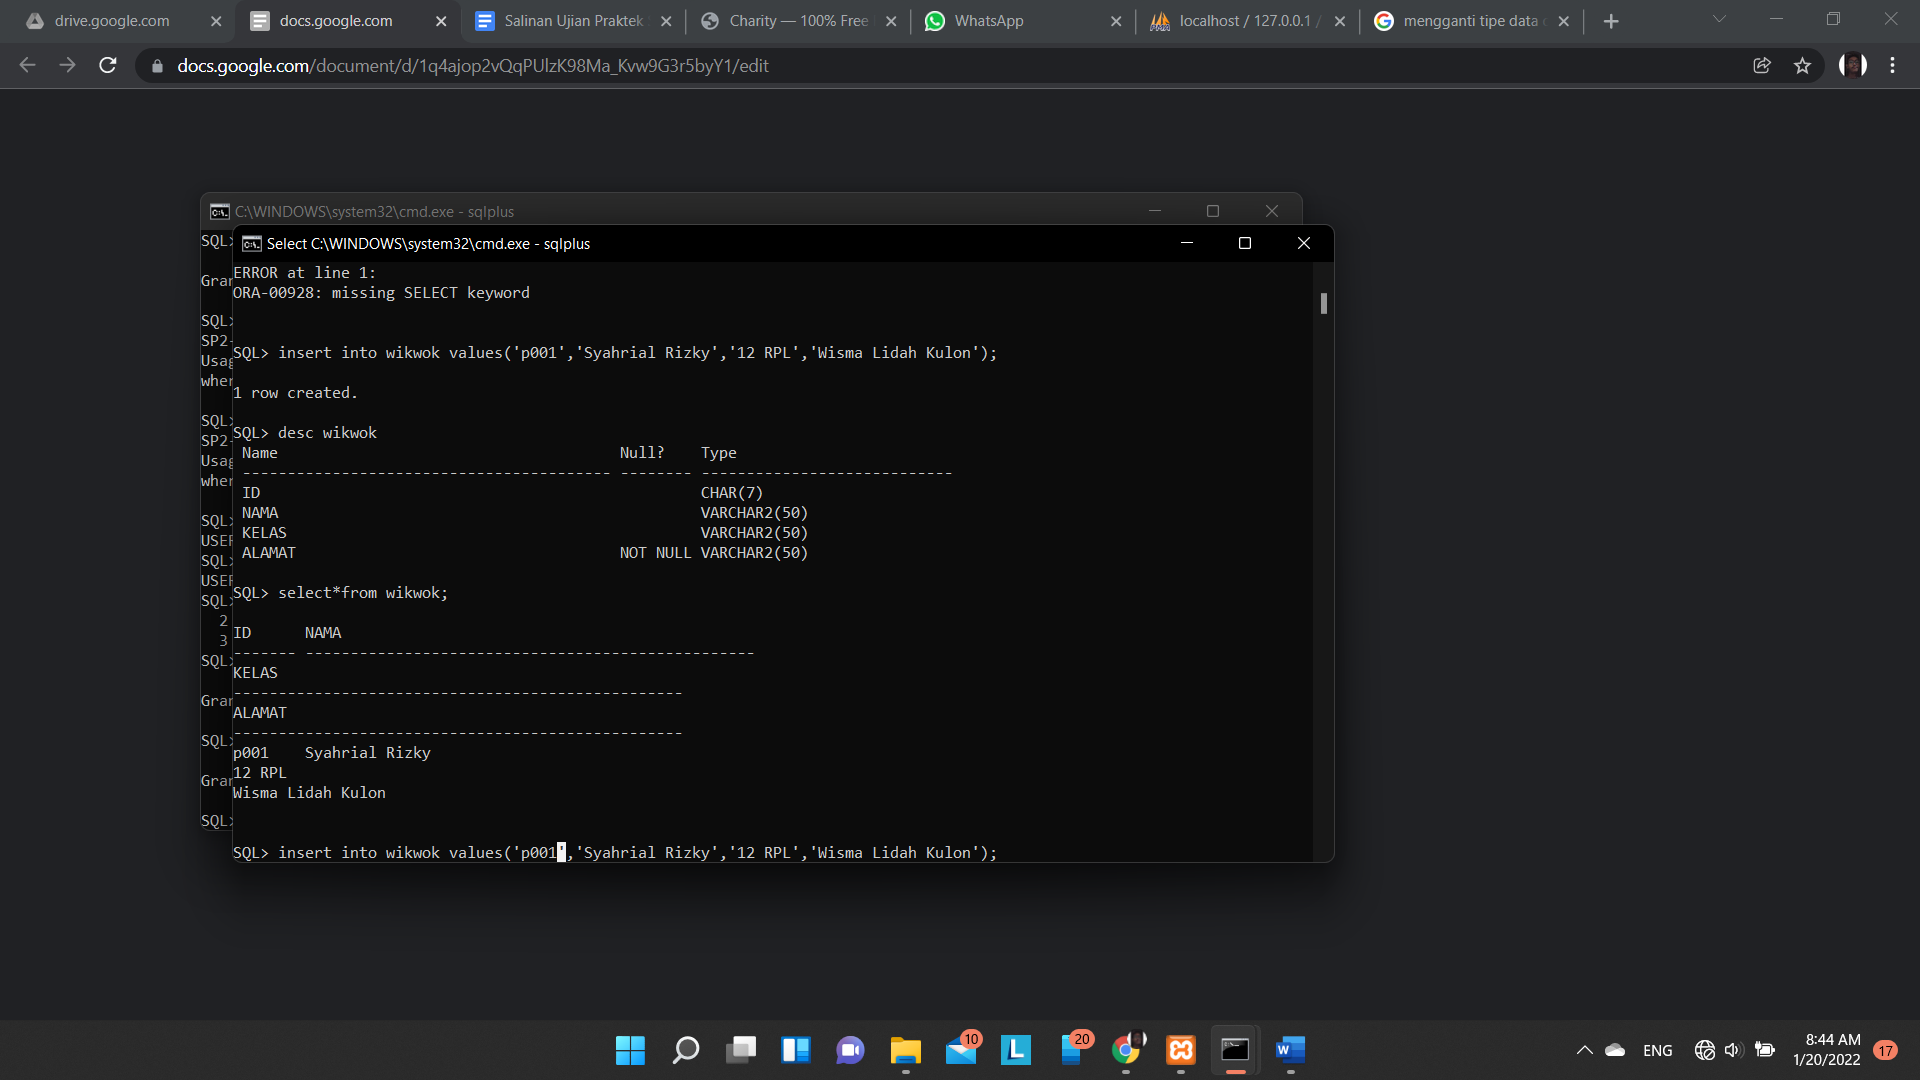 drive.google.com
docs.google.com
Salinan Ujian Praktek
Charity — 100% Free
WhatsApp
localhost / 127.0.0.1 /
mengganti tipe data
docs.google.com/document/d/1q4ajop2vQqPUlzK98Ma_Kvw9G3r5byY1/edit
C:\WINDOWS\system32\cmd.exe - sqlplus
SQL>
Gran
SQL>
SP2-
Usag
wher
SQL>
SP2-
Usag
wher
SQL>
USER
SQL>
USER
SQL>
2
3
SQL>
Gran
SQL>
Gran
SQL>
Select C:\WINDOWS\system32\cmd.exe - sqlplus
ERROR at line 1:
ORA-00928: missing SELECT keyword
SQL> insert into wikwok values('p001','Syahrial Rizky','12 RPL','Wisma Lidah Kulon');
1 row created.
SQL> desc wikwok
Name Null? Type
----------------------------------------- -------- ----------------------------
ID CHAR(7)
NAMA VARCHAR2(50)
KELAS VARCHAR2(50)
ALAMAT NOT NULL VARCHAR2(50)
SQL> select*from wikwok;
ID NAMA
------- --------------------------------------------------
KELAS
--------------------------------------------------
ALAMAT
--------------------------------------------------
p001 Syahrial Rizky
12 RPL
Wisma Lidah Kulon
SQL> insert into wikwok values('p001','Syahrial Rizky','12 RPL','Wisma Lidah Kulon');
10
20
ENG
8:44 AM
1/20/2022
17